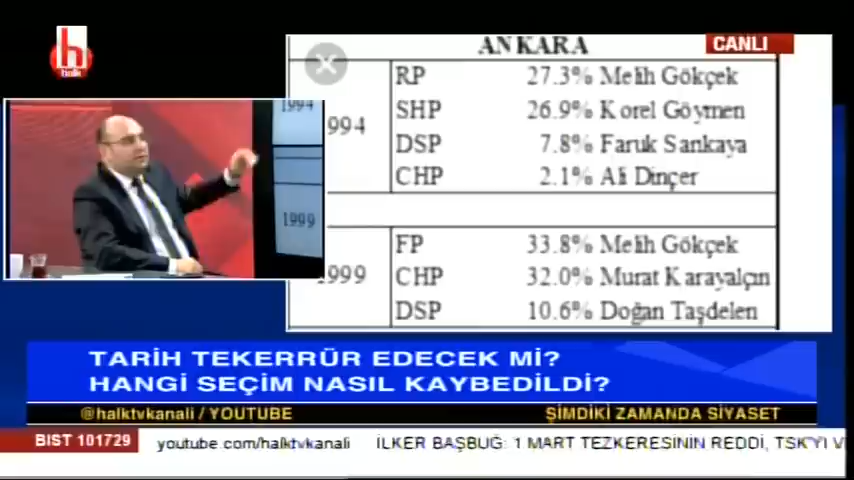 h
halk
ANKARA
CANLI
1994
RP 27.3% Melih Gökçek
994
SHP 26.9% Korel Göymen
DSP 7.8% Faruk Sarıkaya
CHP 2.1% Ali Dinçer
1999
FP 33.8% Melih Gökçek
1999
CHP 32.0% Murat Karayalçın
DSP 10.6% Doğan Taşdelen
TARİH TEKERRÜR EDECEK Mİ?
HANGİ SEÇİM NASIL KAYBEDİLDİ?
@halktvkanali / YOUTUBE
ŞİMDİKİ ZAMANDA SİYASET
BIST 101729
youtube.com/halktvkanali
İLKER BAŞBUĞ: 1 MART TEZKERESİNİN REDDİ, TSK'YI V